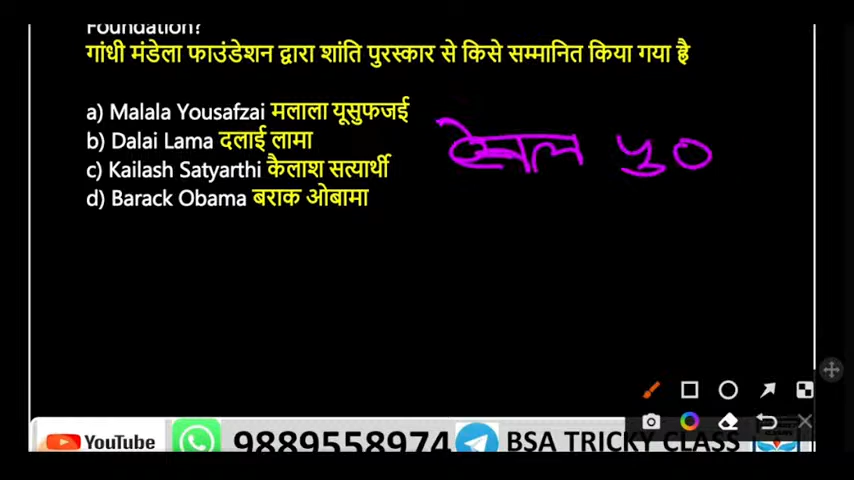 Foundation?
गांधी मंडेला फाउंडेशन द्वारा शांति पुरस्कार से किसे सम्मानित किया गया है
a) Malala Yousafzai मलाला यूसुफजई
b) Dalai Lama दलाई लामा
c) Kailash Satyarthi कैलाश सत्यार्थी
d) Barack Obama बराक ओबामा
पु०
YouTube 9889558974 BSA TRICKY CLASS